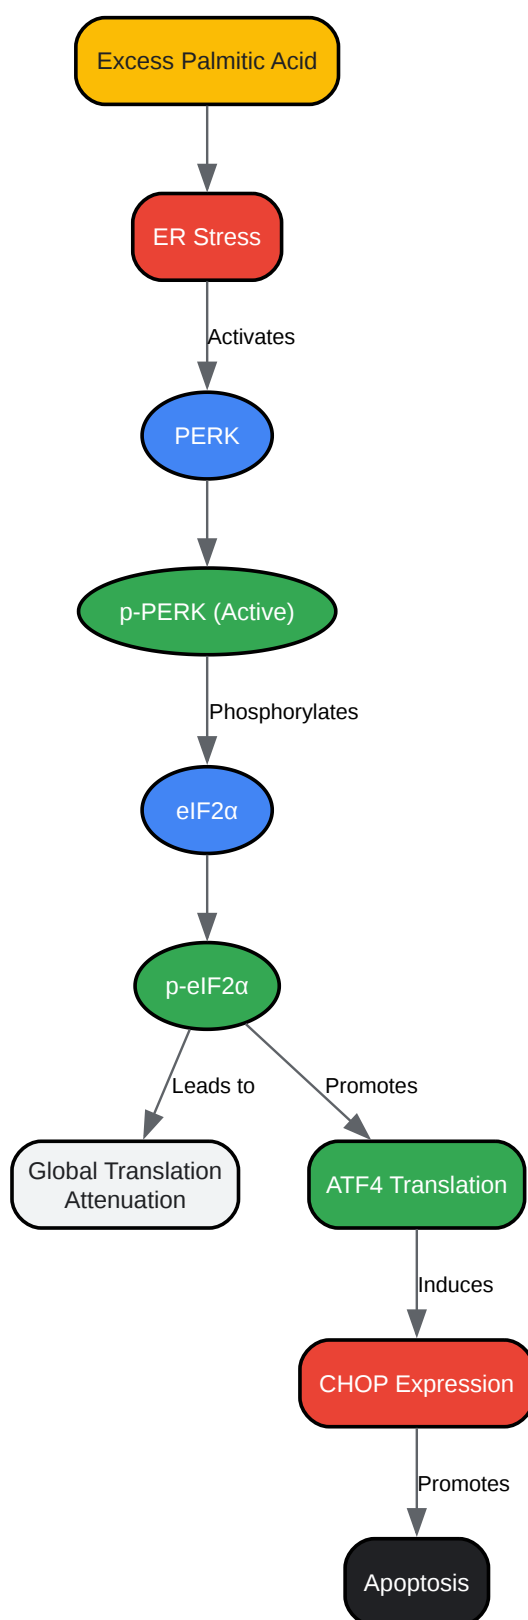 Excess Palmitic Acid
ER Stress
Activates
PERK
p-PERK (Active)
Phosphorylates
eIF2α
p-eIF2α
Leads to
Promotes
Global Translation
Attenuation
ATF4 Translation
Induces
CHOP Expression
Promotes
Apoptosis